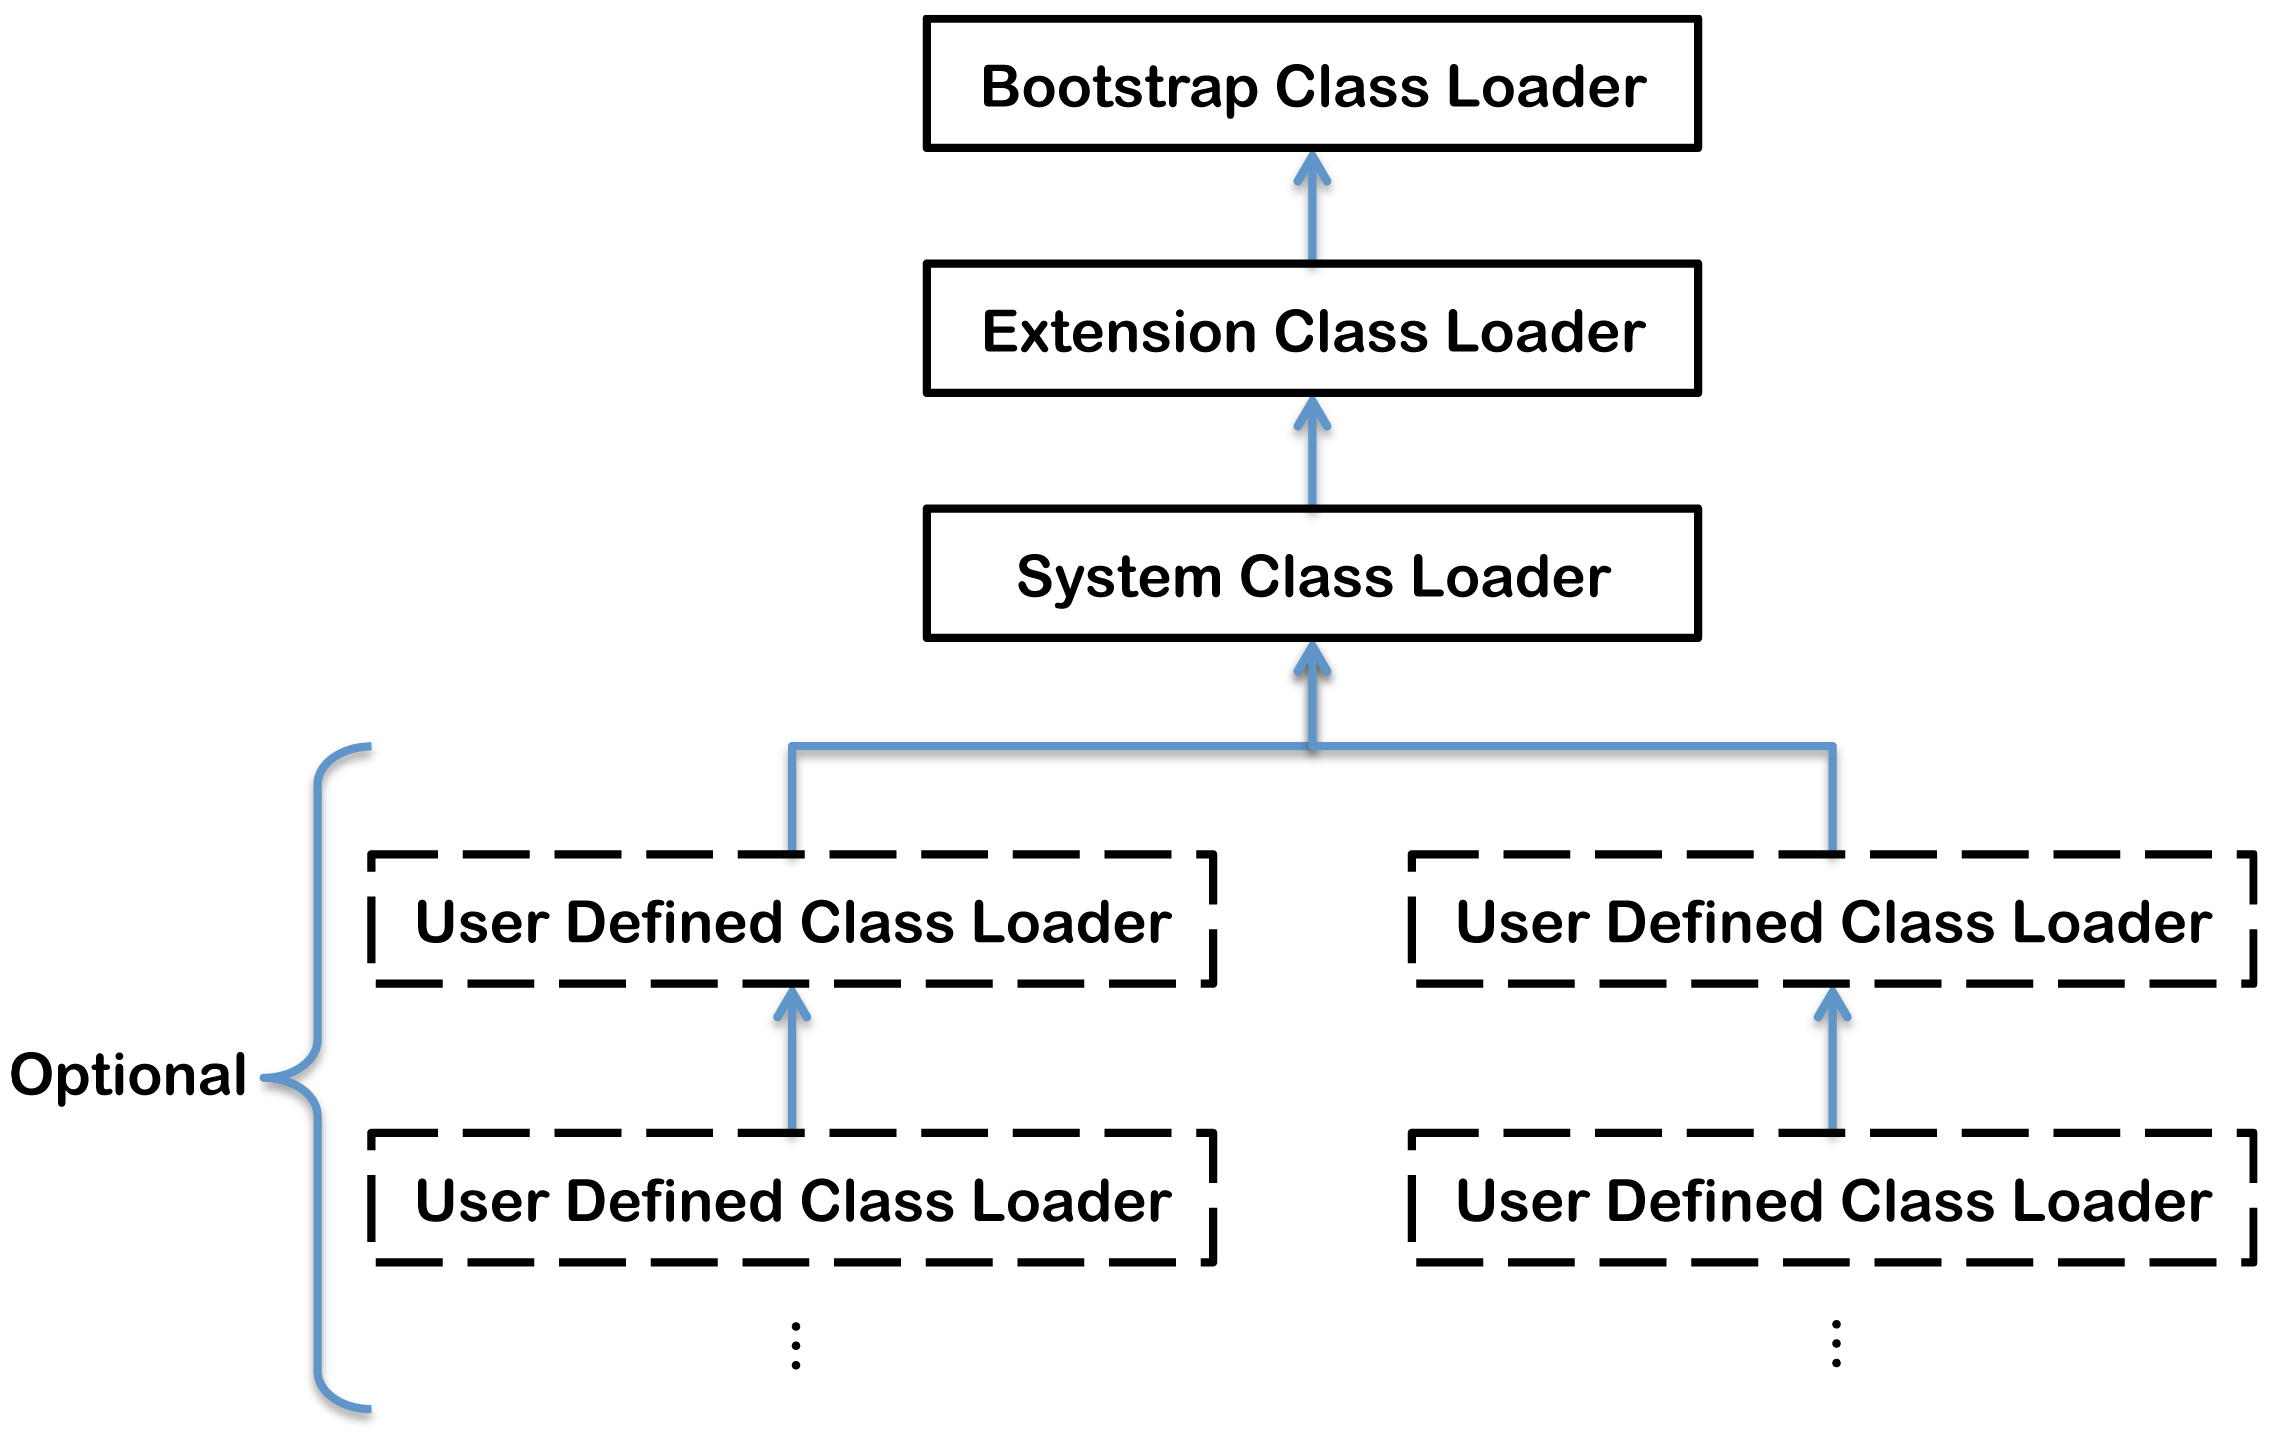 Bootstrap Class Loader
Extension Class Loader
System Class Loader
User Defined Class Loader
User Defined Class Loader
Optional
User Defined Class Loader
User Defined Class Loader